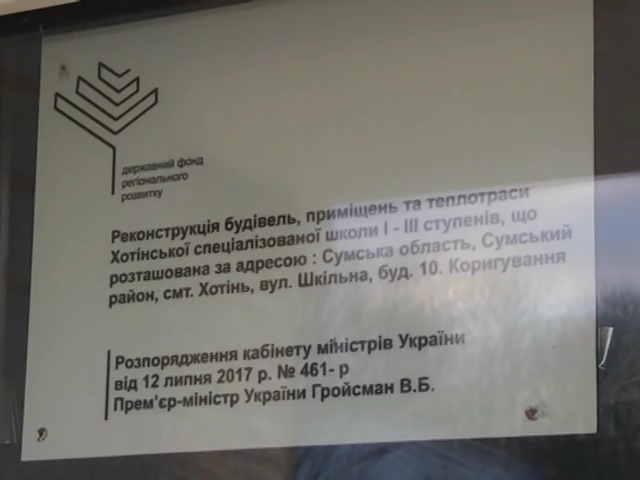 державний фонд
регіонального
розвитку
Реконструкція будівель, приміщень та теплотраси
Хотінської спеціалізованої школи І - ІІІ ступенів, що
розташована за адресою : Сумська область, Сумський
район, смт. Хотінь, вул. Шкільна, буд. 10. Коригування
Розпорядження кабінету міністрів України
від 12 липня 2017 р. № 461- р
Прем'єр-міністр України Гройсман В.Б.